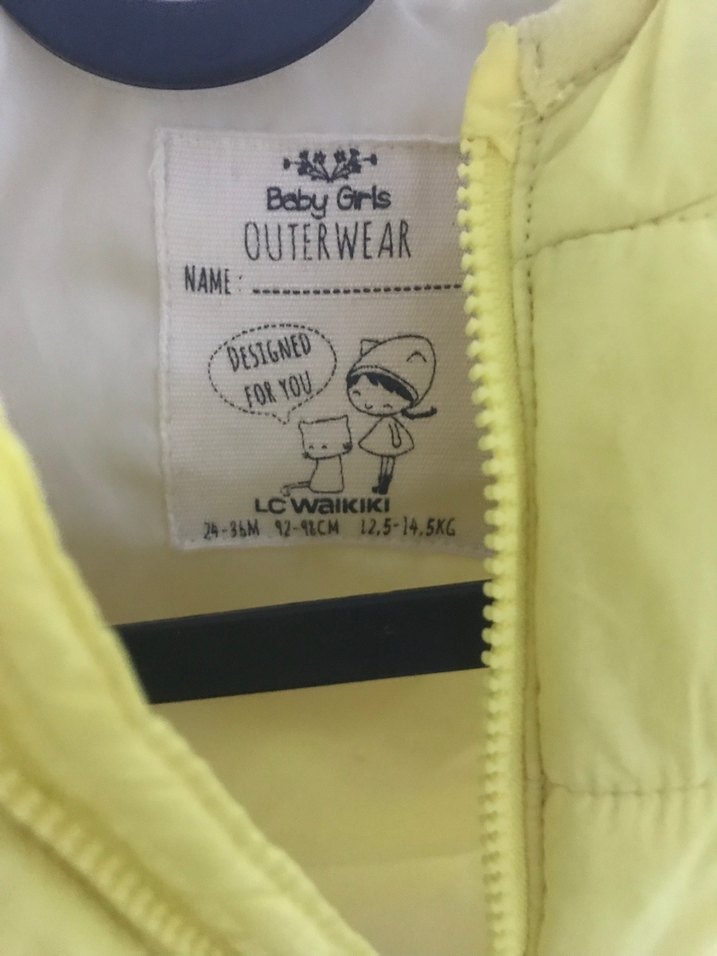 Baby Girls
OUTERWEAR
NAME:
DESIGNED
FOR YOU
LC WAIKIKI
24-36M 92-98CM 12,5-14,5KG